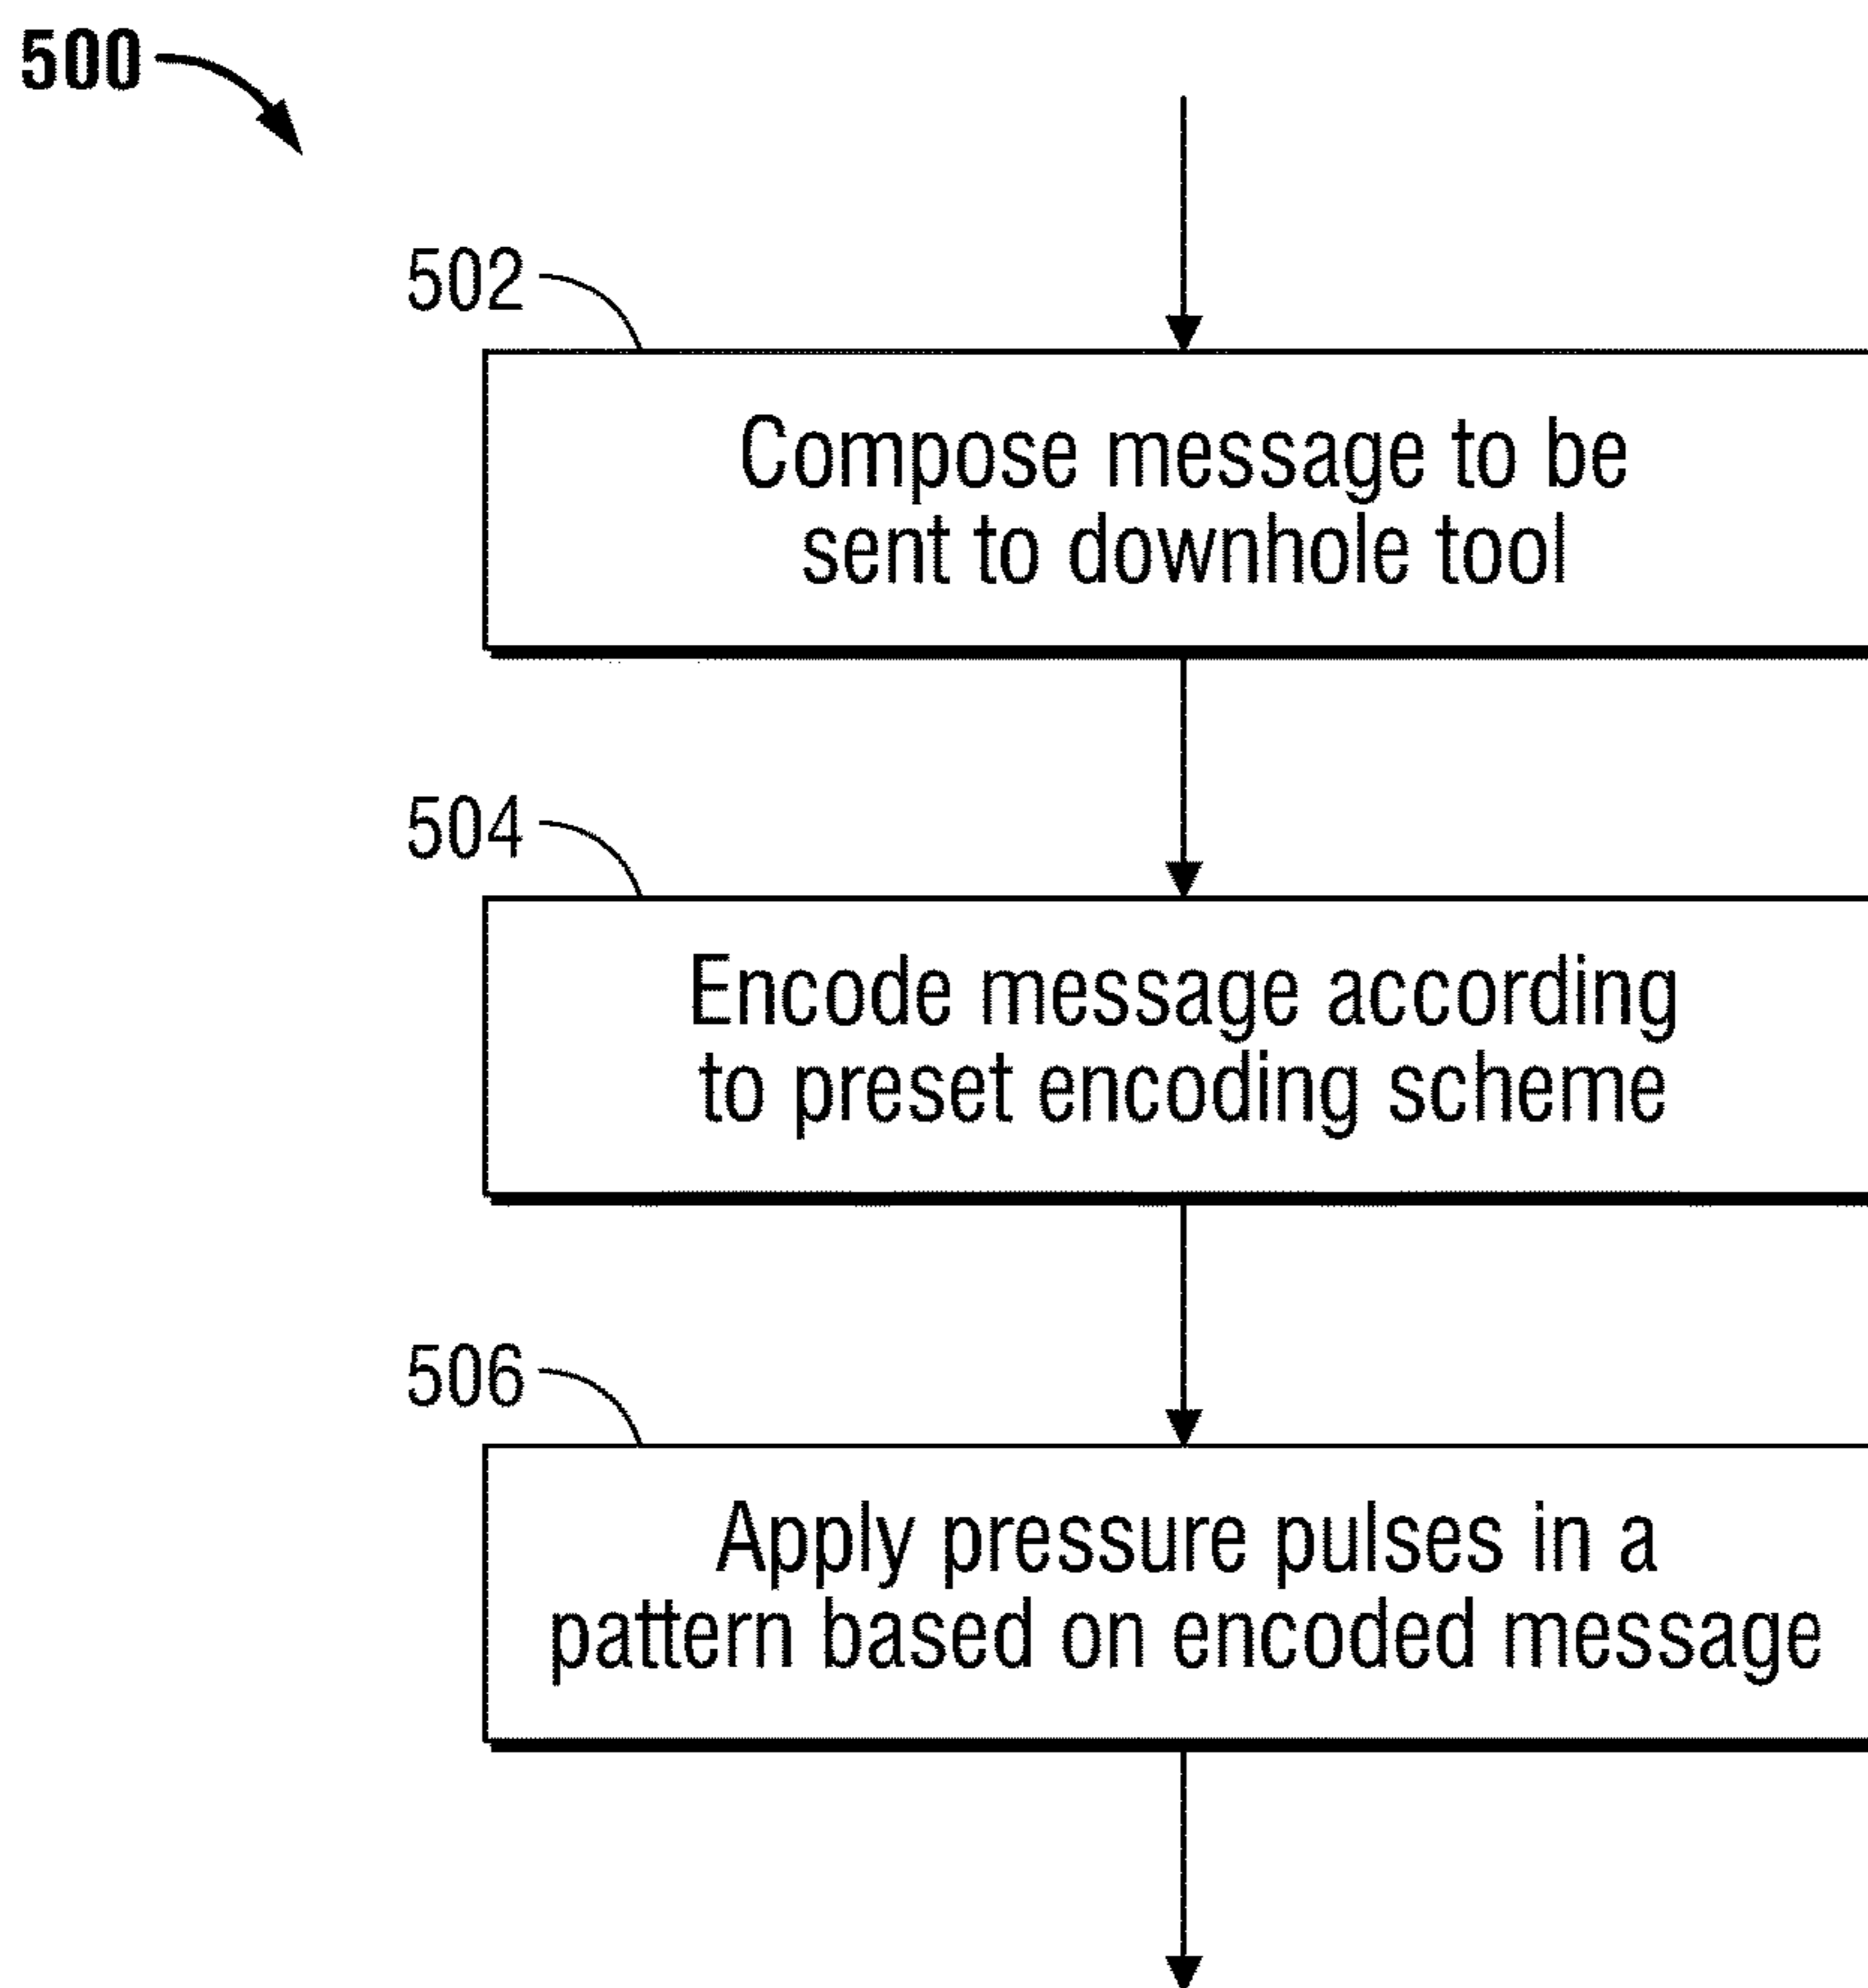 500
502
Compose message to be
sent to downhole tool
504
Encode message according
to preset encoding scheme
506
Apply pressure pulses in a
pattern based on encoded message